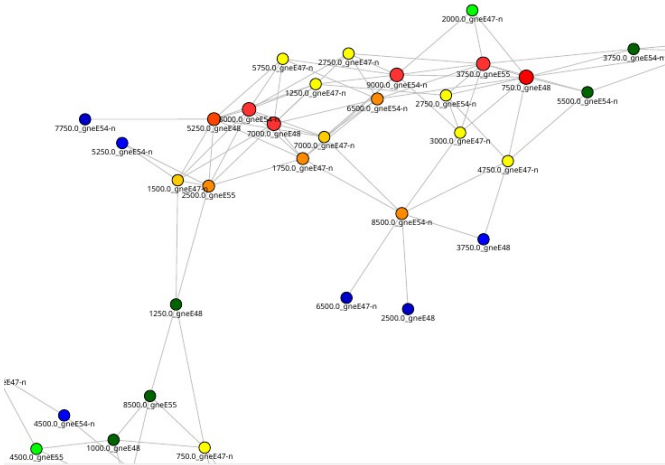 2000.0_gneE47-n
3750.0_gneE54-n
2750.0_gneE47-n
5750.0_gneE47-n
3750.0_gneE55
9000.0_gneE54-n
750.0_gneE48
1250.0_gneE47-n
5500.0_gneE54-n
2750.0_gneE54-n
6500.0_gneE54-n
8000.0_gneE54-n
7750.0_gneE54-n
5250.0_gneE48
7000.0_gneE48
3000.0_gneE47-n
7000.0_gneE47-n
5250.0_gneE54-n
1750.0_gneE47-n
4750.0_gneE47-n
1500.0_gneE47-n
2500.0_gneE55
8500.0_gneE54-n
3750.0_gneE48
6500.0_gneE47-n
1250.0_gneE48
2500.0_gneE48
E47-n
8500.0_gneE55
4500.0_gneE54-n
1000.0_gneE48
4500.0_gneE55
750.0_gneE47-n